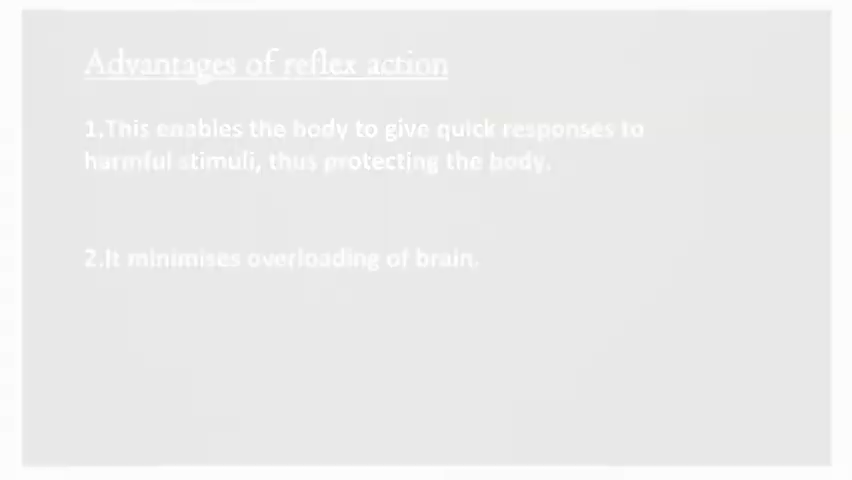 Advantages of reflex action
1.This enables the body to give quick responses to
harmful stimuli, thus protecting the body.
2.It minimises overloading of brain.